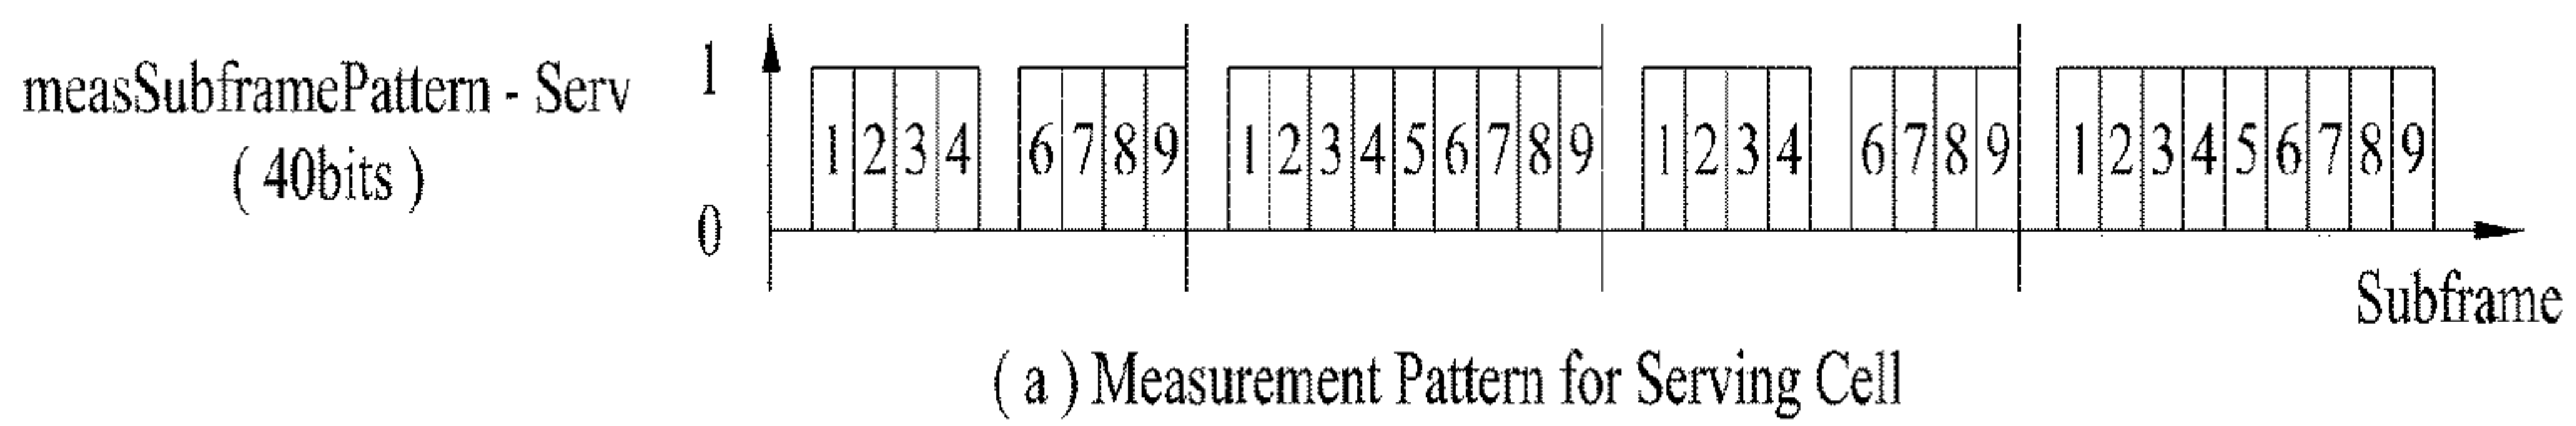 measSubframePattern - Serv
( 40bits )
1
0
1 2 3 4 6 7 8 9 1 2 3 4 5 6 7 8 9 1 2 3 4 6 7 8 9 1 2 3 4 5 6 7 8 9
Subframe
( a ) Measurement Pattern for Serving Cell